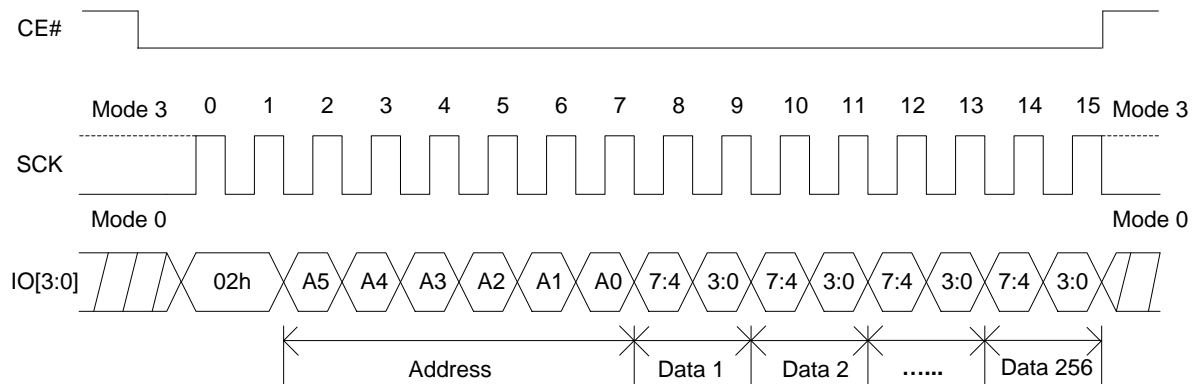 CE#
Mode 3 0 1 2 3 4 5 6 7 8 9 10 11 12 13 14 15 Mode 3
SCK
Mode 0 Mode 0
IO[3:0] 02h A5 A4 A3 A2 A1 A0 7:4 3:0 7:4 3:0 7:4 3:0 7:4 3:0
Address Data 1 Data 2 …... Data 256